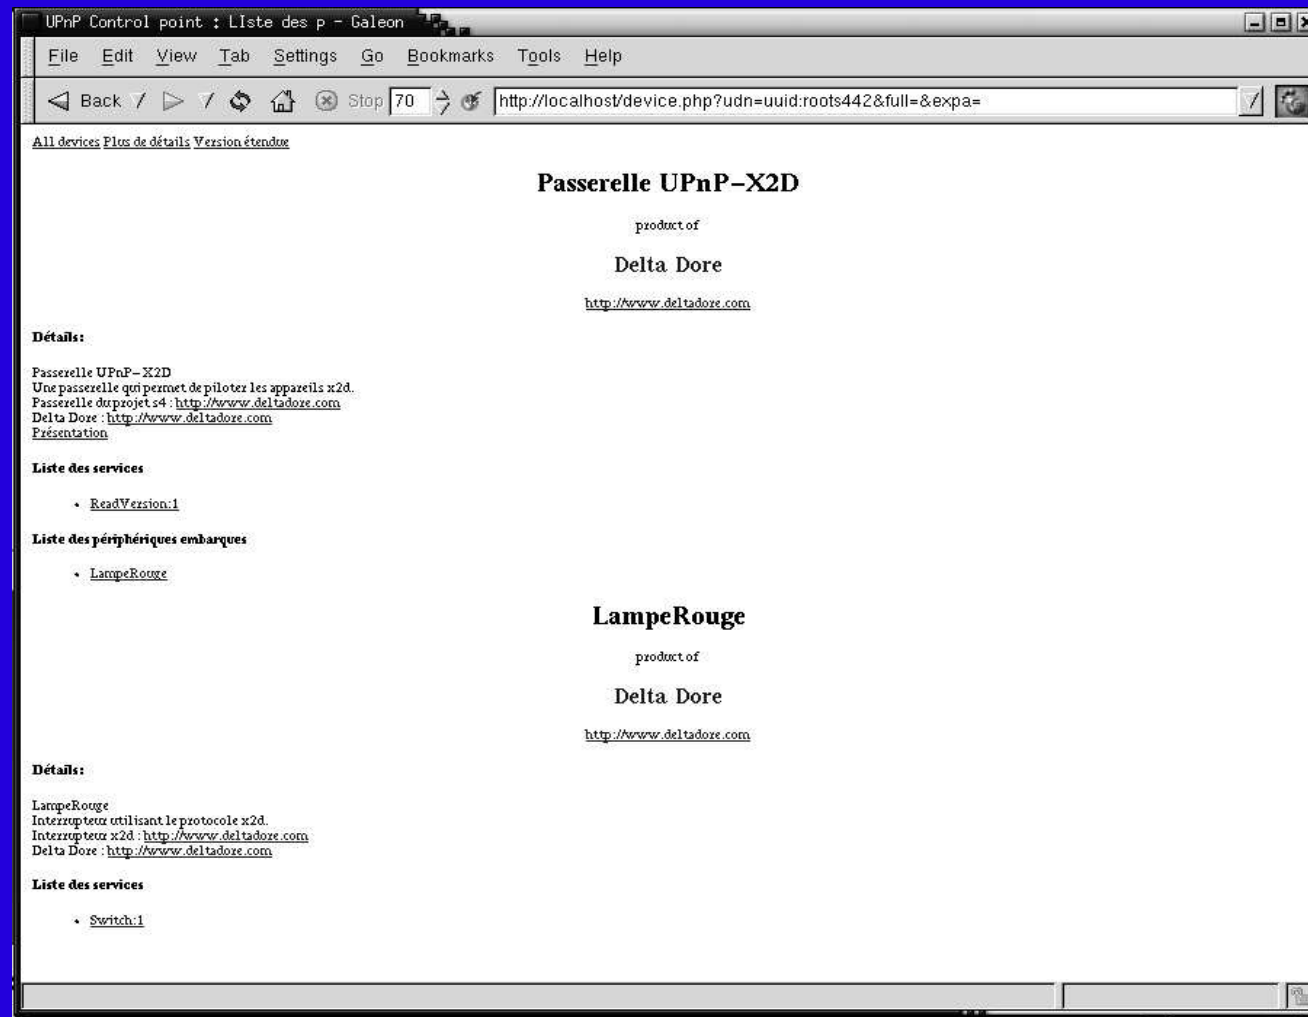 UPnP Control point : LIste des p - Galeon
File Edit View Tab Settings Go Bookmarks Tools Help
Back Stop 70 http://localhost/device.php?udn=uuid:roots442&full=&expa=
All devices Plus de détails Version étendue
Passerelle UPnP-X2D
product of
Delta Dore
http://www.deltadore.com
Détails:
Passerelle UPnP-X2D
Une passerelle qui permet de piloter les appareils x2d.
Passerelle du projet s4 : http://www.deltadore.com
Delta Dore : http://www.deltadore.com
Présentation
Liste des services
• ReadVersion:1
Liste des périphériques embarques
• LampeRouge
LampeRouge
product of
Delta Dore
http://www.deltadore.com
Détails:
LampeRouge
Interrupteur utilisant le protocole x2d.
Interrupteur x2d : http://www.deltadore.com
Delta Dore : http://www.deltadore.com
Liste des services
• Switch:1